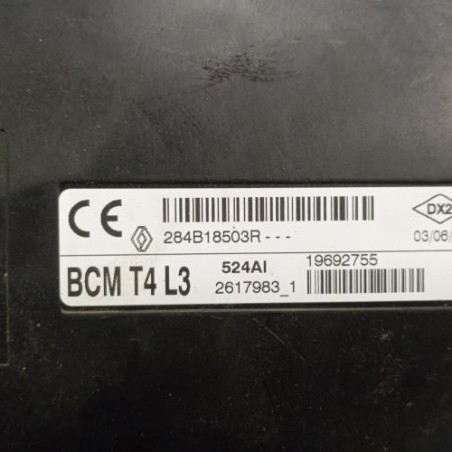 CE
284B18503R---
DX2
03/06/
BCM T4 L3
524AI
19692755
2617983_1